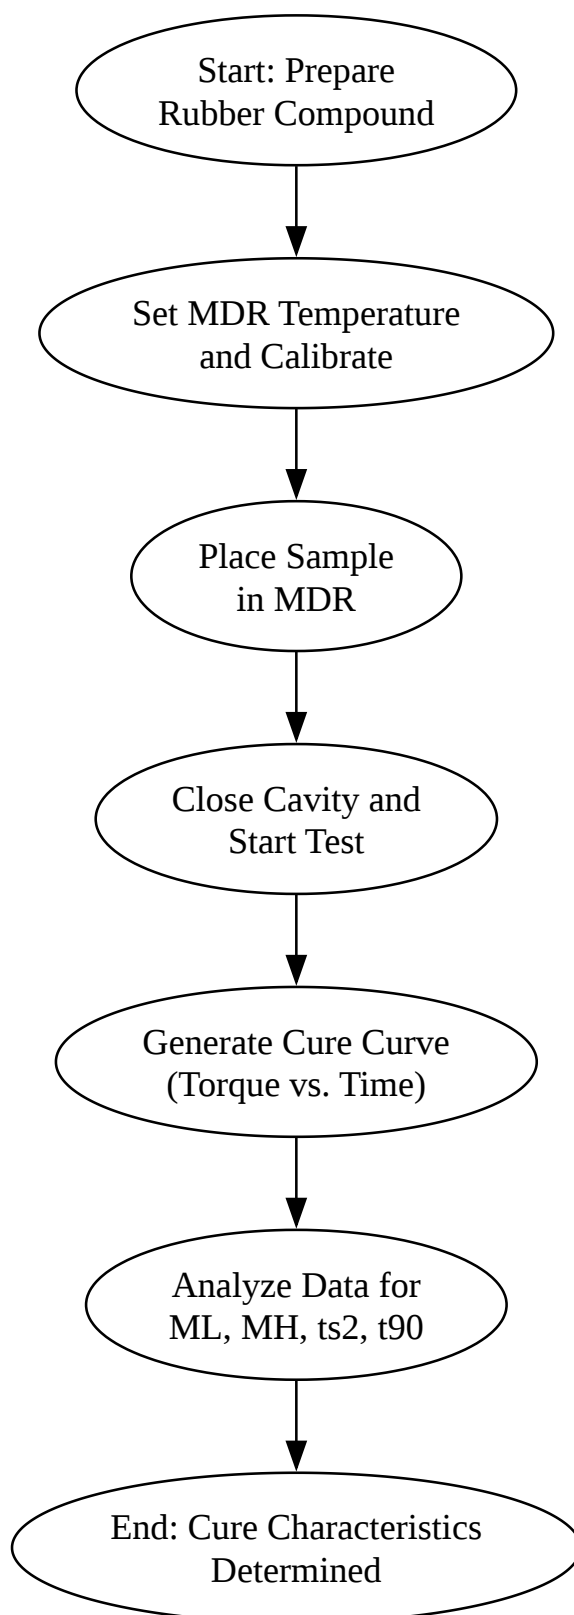 Start: Prepare
Rubber Compound
Set MDR Temperature
and Calibrate
Place Sample
in MDR
Close Cavity and
Start Test
Generate Cure Curve
(Torque vs. Time)
Analyze Data for
ML, MH, ts2, t90
End: Cure Characteristics
Determined